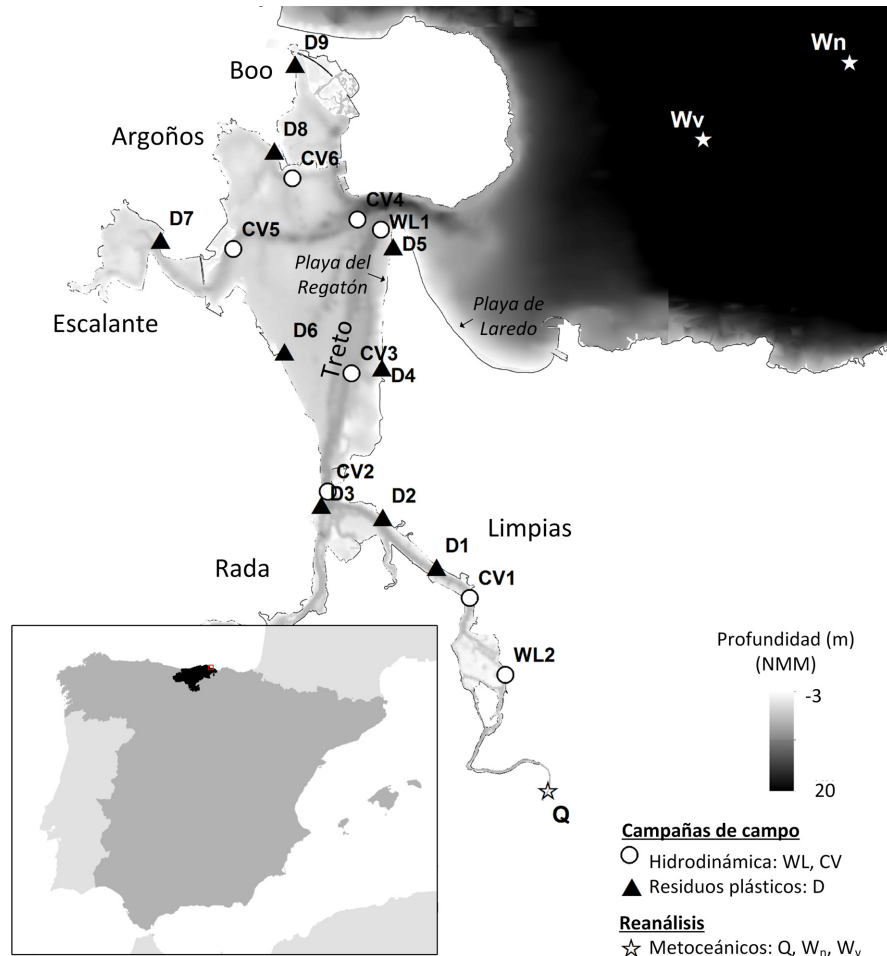 D9
Wn
Boo
Wv
Argoños
D8
CV6
D7
CV4
CV5
WL1
D5
Playa del
Regatón
Playa de
Laredo
Escalante
D6
Treto
CV3
D4
CV2
D3
D2
Limpias
D1
Rada
CV1
WL2
Profundidad (m)
(NMM)
-3
20
Q
Campañas de campo
Hidrodinámica: WL, CV
Residuos plásticos: D
Reanálisis
Metoceánicos: Q, Wn, Wv